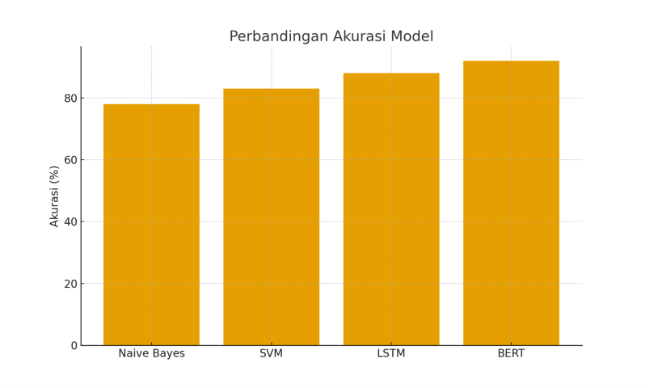 Perbandingan Akurasi Model
Akurasi (%)
80
60
40
20
0
Naive Bayes SVM LSTM BERT